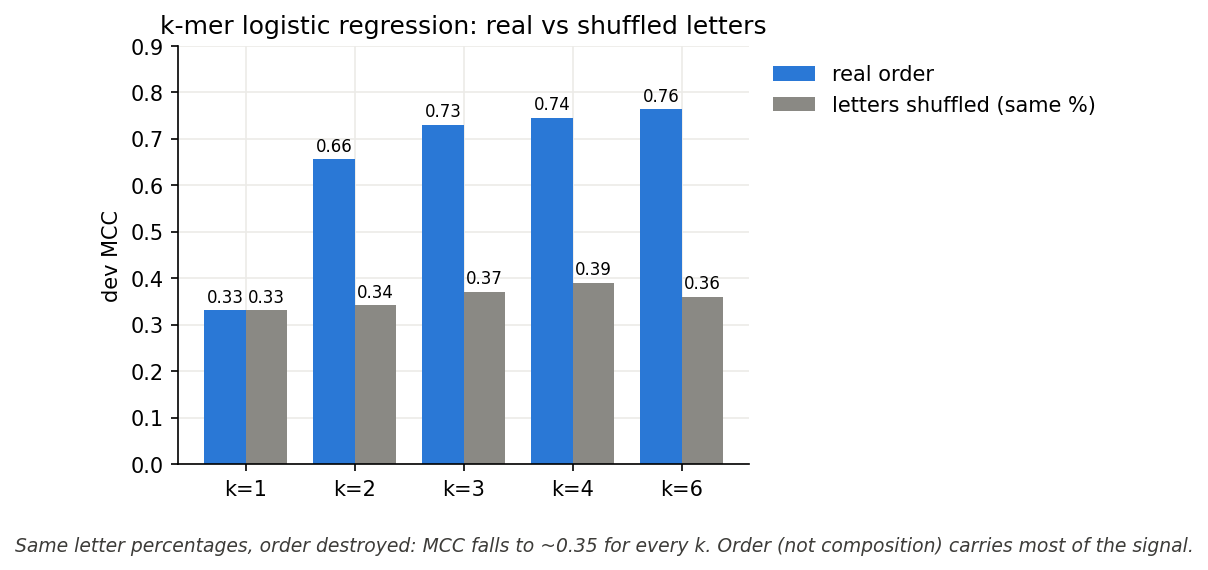 k-mer logistic regression: real vs shuffled letters
real order
letters shuffled (same %)
dev MCC
0.9
0.8
0.7
0.6
0.5
0.4
0.3
0.2
0.1
0.0
0.33 0.33
0.66 0.34
0.73 0.37
0.74 0.39
0.76 0.36
k=1 k=2 k=3 k=4 k=6
Same letter percentages, order destroyed: MCC falls to ~0.35 for every k. Order (not composition) carries most of the signal.